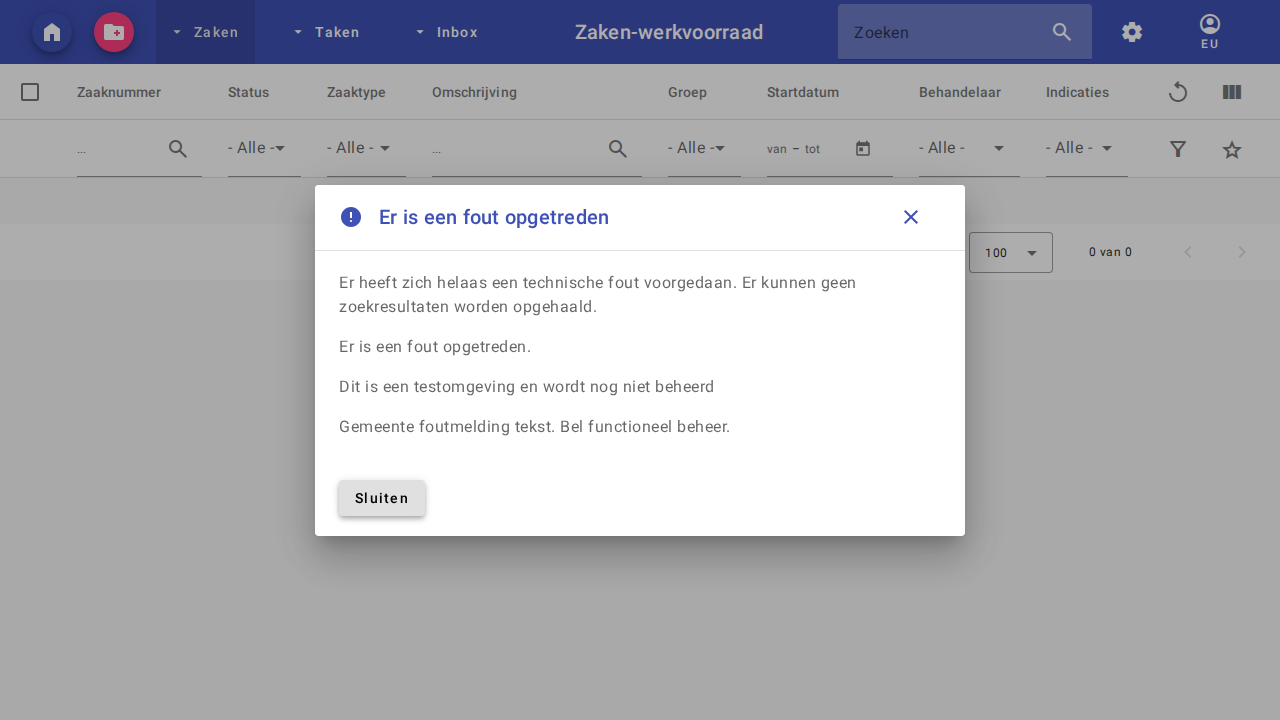 Zaken Taken Inbox Zaken-werkvoorraad Zoeken EU
Zaaknummer Status Zaaktype Omschrijving Groep Startdatum Behandelaar Indicaties
... - Alle - - Alle - ... - Alle - van – tot - Alle - - Alle -
100 0 van 0
Er is een fout opgetreden
Er heeft zich helaas een technische fout voorgedaan. Er kunnen geen
zoekresultaten worden opgehaald.
Er is een fout opgetreden.
Dit is een testomgeving en wordt nog niet beheerd
Gemeente foutmelding tekst. Bel functioneel beheer.
Sluiten